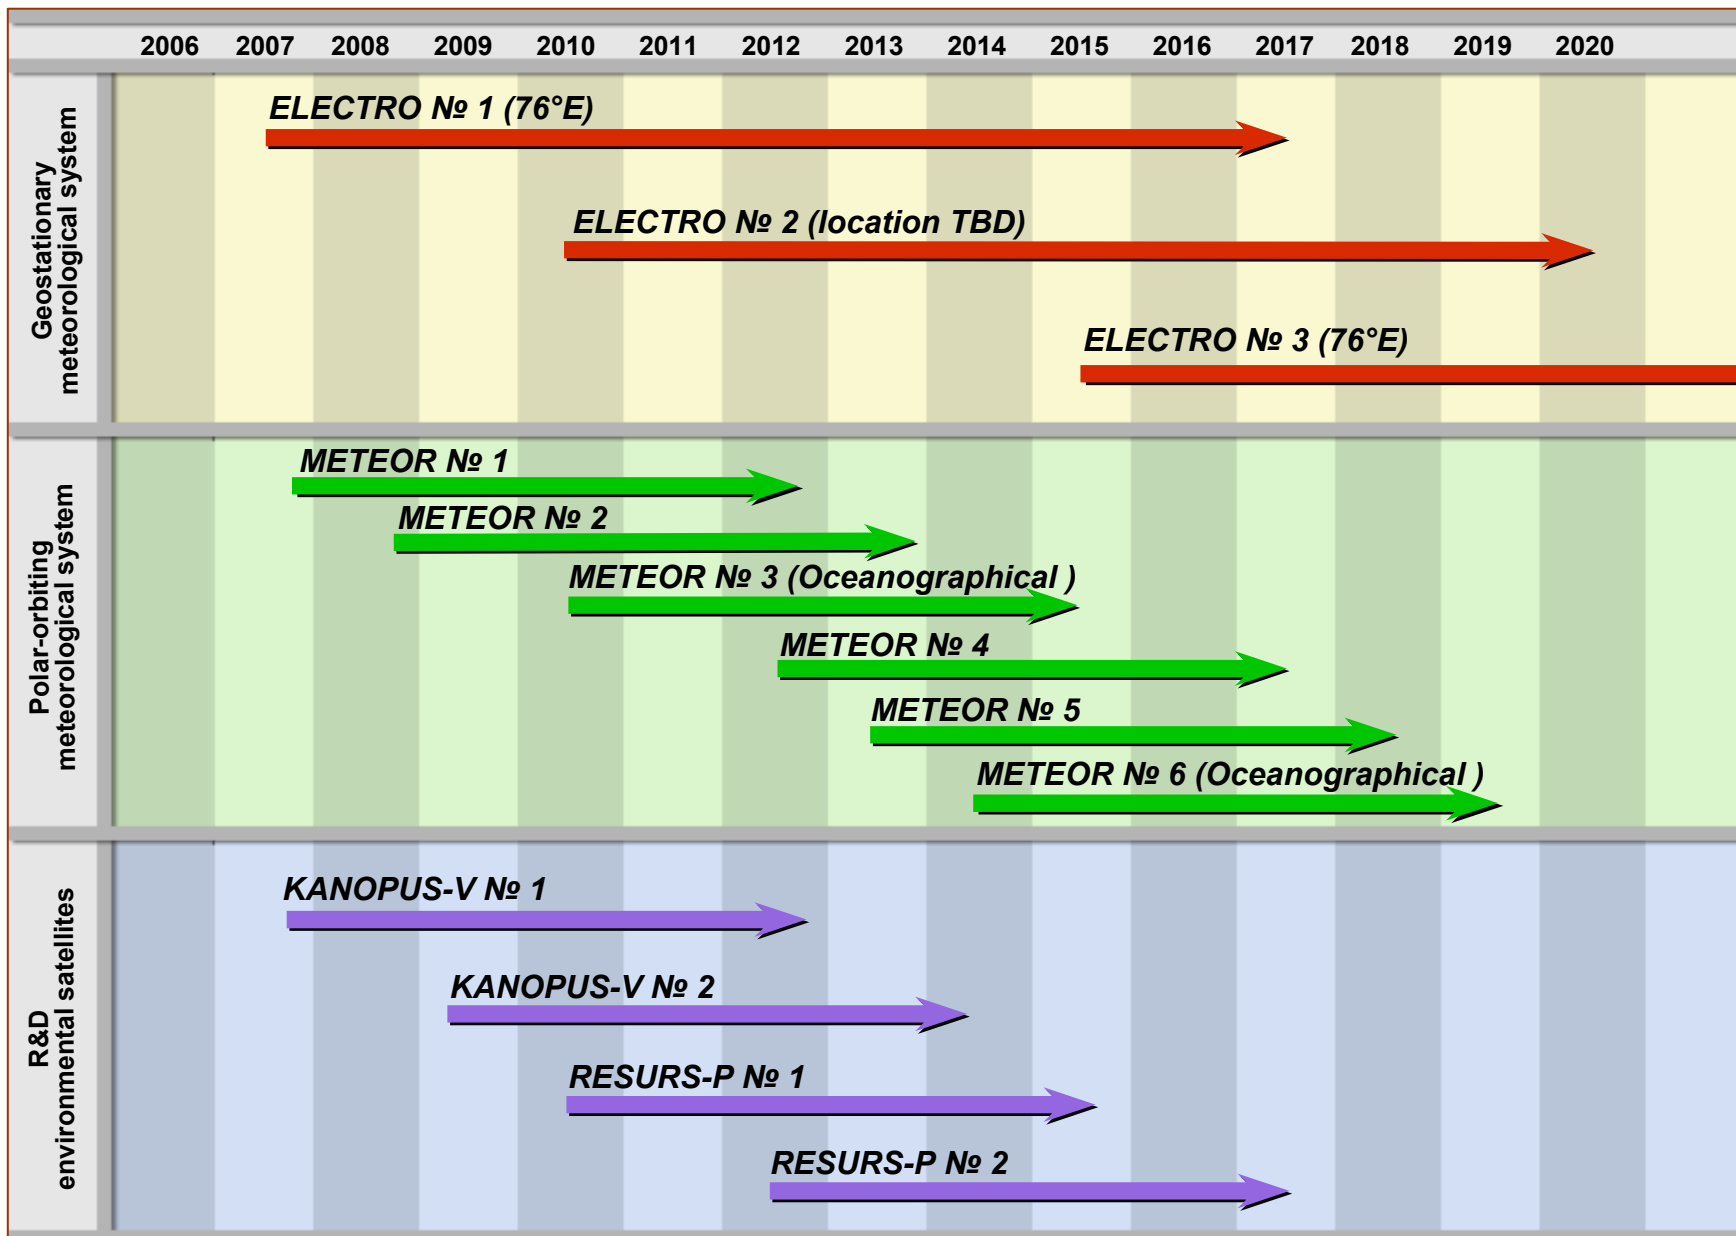 2006 2007 2008 2009 2010 2011 2012 2013 2014 2015 2016 2017 2018 2019 2020
Geostationary
meteorological system
ELECTRO № 1 (76°E)
ELECTRO № 2 (location TBD)
ELECTRO № 3 (76°E)
Polar-orbiting
meteorological system
METEOR № 1
METEOR № 2
METEOR № 3 (Oceanographical )
METEOR № 4
METEOR № 5
METEOR № 6 (Oceanographical )
R&D
environmental satellites
KANOPUS-V № 1
KANOPUS-V № 2
RESURS-P № 1
RESURS-P № 2